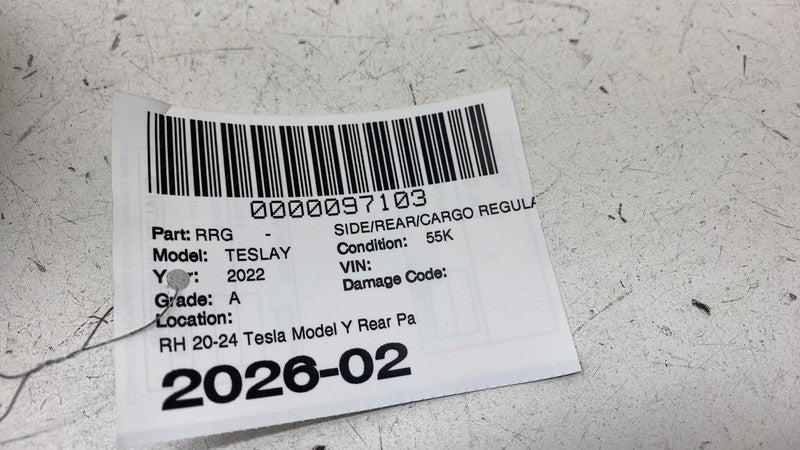 0000097103
Part: RRG - SIDE/REAR/CARGO REGULA
Model: TESLAY Condition: 55K
Year: 2022 VIN:
Grade: A Damage Code:
Location:
RH 20-24 Tesla Model Y Rear Pa
2026-02